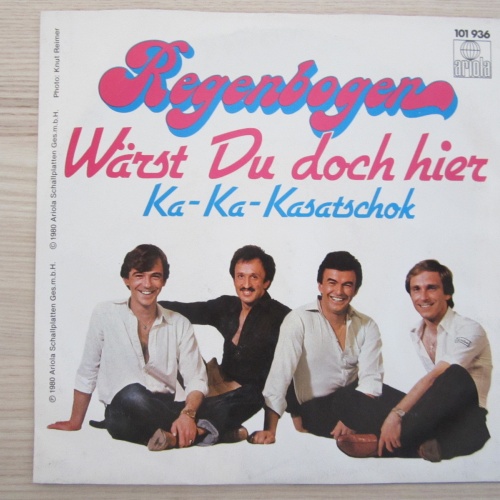 101 936
ariola
Regenbogen
Wärst Du doch hier
Ka-Ka-Kasatschok
© 1980 Ariola Schallplatten Ges.m.b.H. Photo: Knut Reimer
© 1980 Ariola Schallplatten Ges.m.b.H.